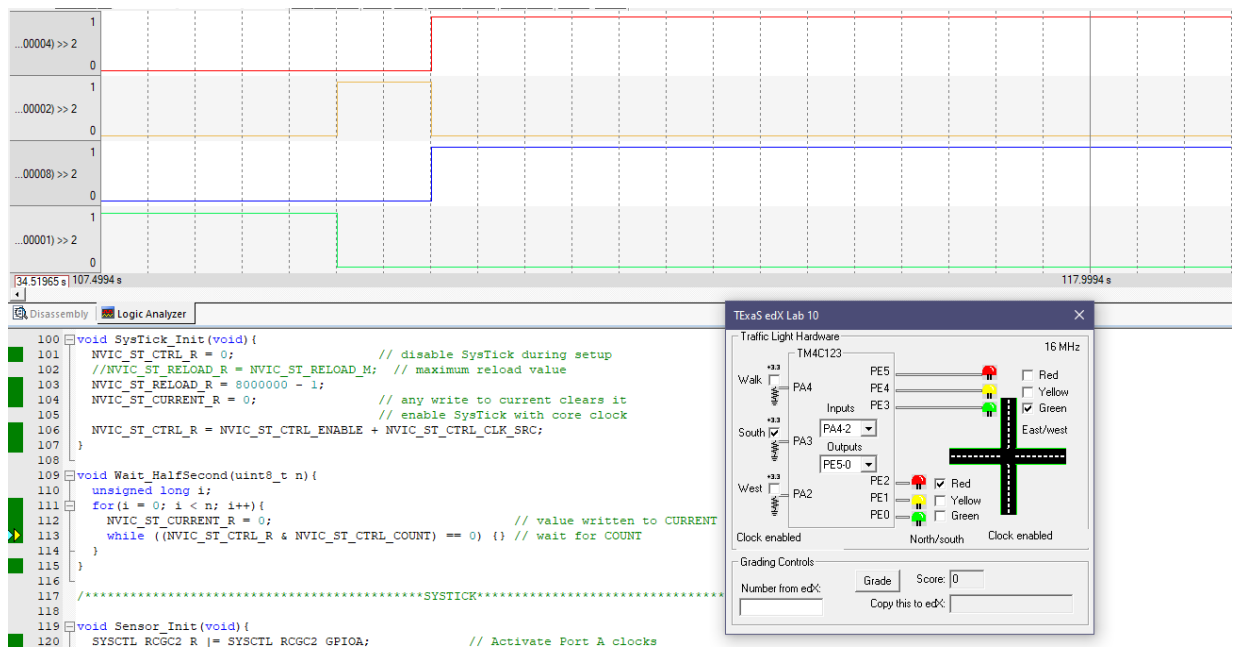 1
...00004) >> 2
0
1
...00002) >> 2
0
1
...00008) >> 2
0
1
...00001) >> 2
0
34.51965 s 107.4994 s 117.9994 s
Disassembly Logic Analyzer
100 void SysTick_Init(void){
101 NVIC_ST_CTRL_R = 0; // disable SysTick during setup
102 //NVIC_ST_RELOAD_R = NVIC_ST_RELOAD_M; // maximum reload value
103 NVIC_ST_RELOAD_R = 8000000 - 1;
104 NVIC_ST_CURRENT_R = 0; // any write to current clears it
105 // enable SysTick with core clock
106 NVIC_ST_CTRL_R = NVIC_ST_CTRL_ENABLE + NVIC_ST_CTRL_CLK_SRC;
107 }
108
109 void Wait_HalfSecond(uint8_t n){
110 unsigned long i;
111 for(i = 0; i < n; i++){
112 NVIC_ST_CURRENT_R = 0; // value written to CURRENT
113 while ((NVIC_ST_CTRL_R & NVIC_ST_CTRL_COUNT) == 0) {} // wait for COUNT
114 }
115 }
116
117 /********************************************SYSTICK********************************
118
119 void Sensor_Init(void){
120 SYSCTL_RCGC2_R |= SYSCTL_RCGC2_GPIOA; // Activate Port A clocks
TExaS edX Lab 10
Traffic Light Hardware
16 MHz
TM4C123
+3.3
Walk
PA4
PE5
Red
PE4
Yellow
PE3
Green
Inputs
East/west
+3.3
South
PA3
PA4-2
Outputs
PE5-0
+3.3
West
PA2
PE2
Red
PE1
Yellow
PE0
Green
Clock enabled
North/south
Clock enabled
Grading Controls
Number from edX:
Grade
Score: 0
Copy this to edX: